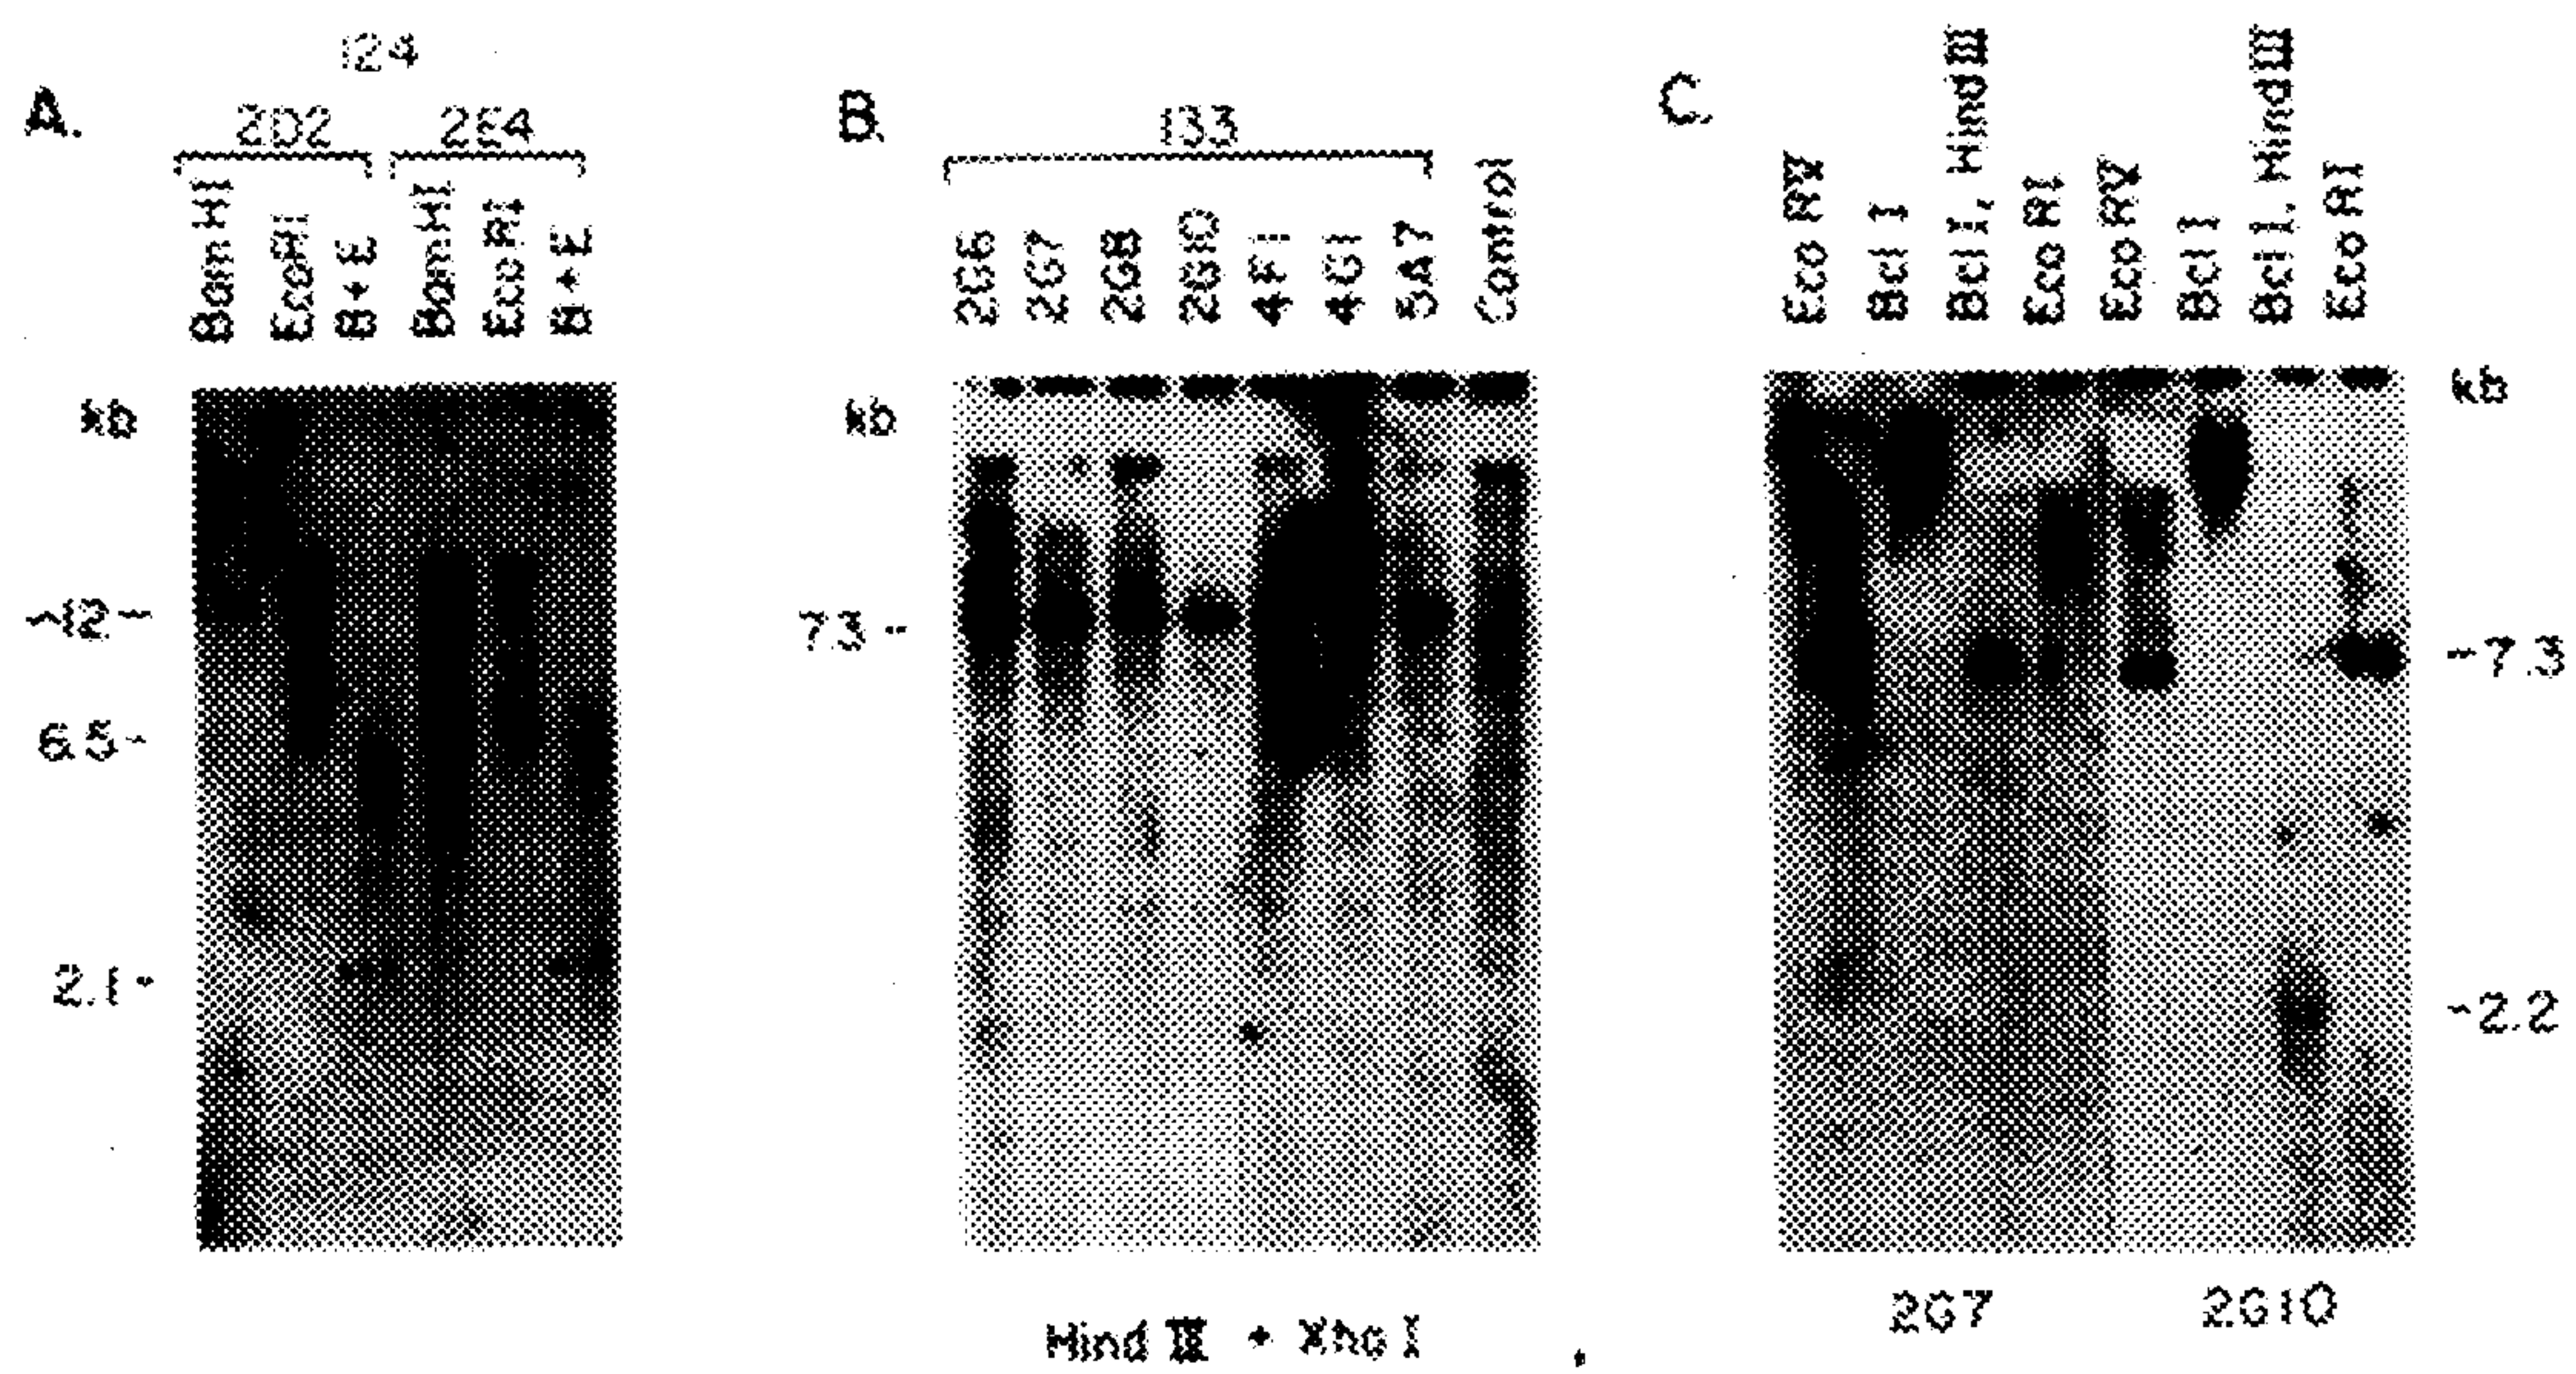 A.
124
2D2 2E4
BamHI EcoRI B+E BamHI EcoRI B+E
kb
~12-
6.5-
2.1-
B.
133
2G6 2G7 2G8 2G10 4F1 4G1 5A7 Control
kb
7.3-
Hind III + Xho I
C.
Eco RV Bcl I Bcl I, Hind III Eco RI Eco RV Bcl I Bcl I, Hind III Eco RI
kb
-7.3
-2.2
2G7 2G10